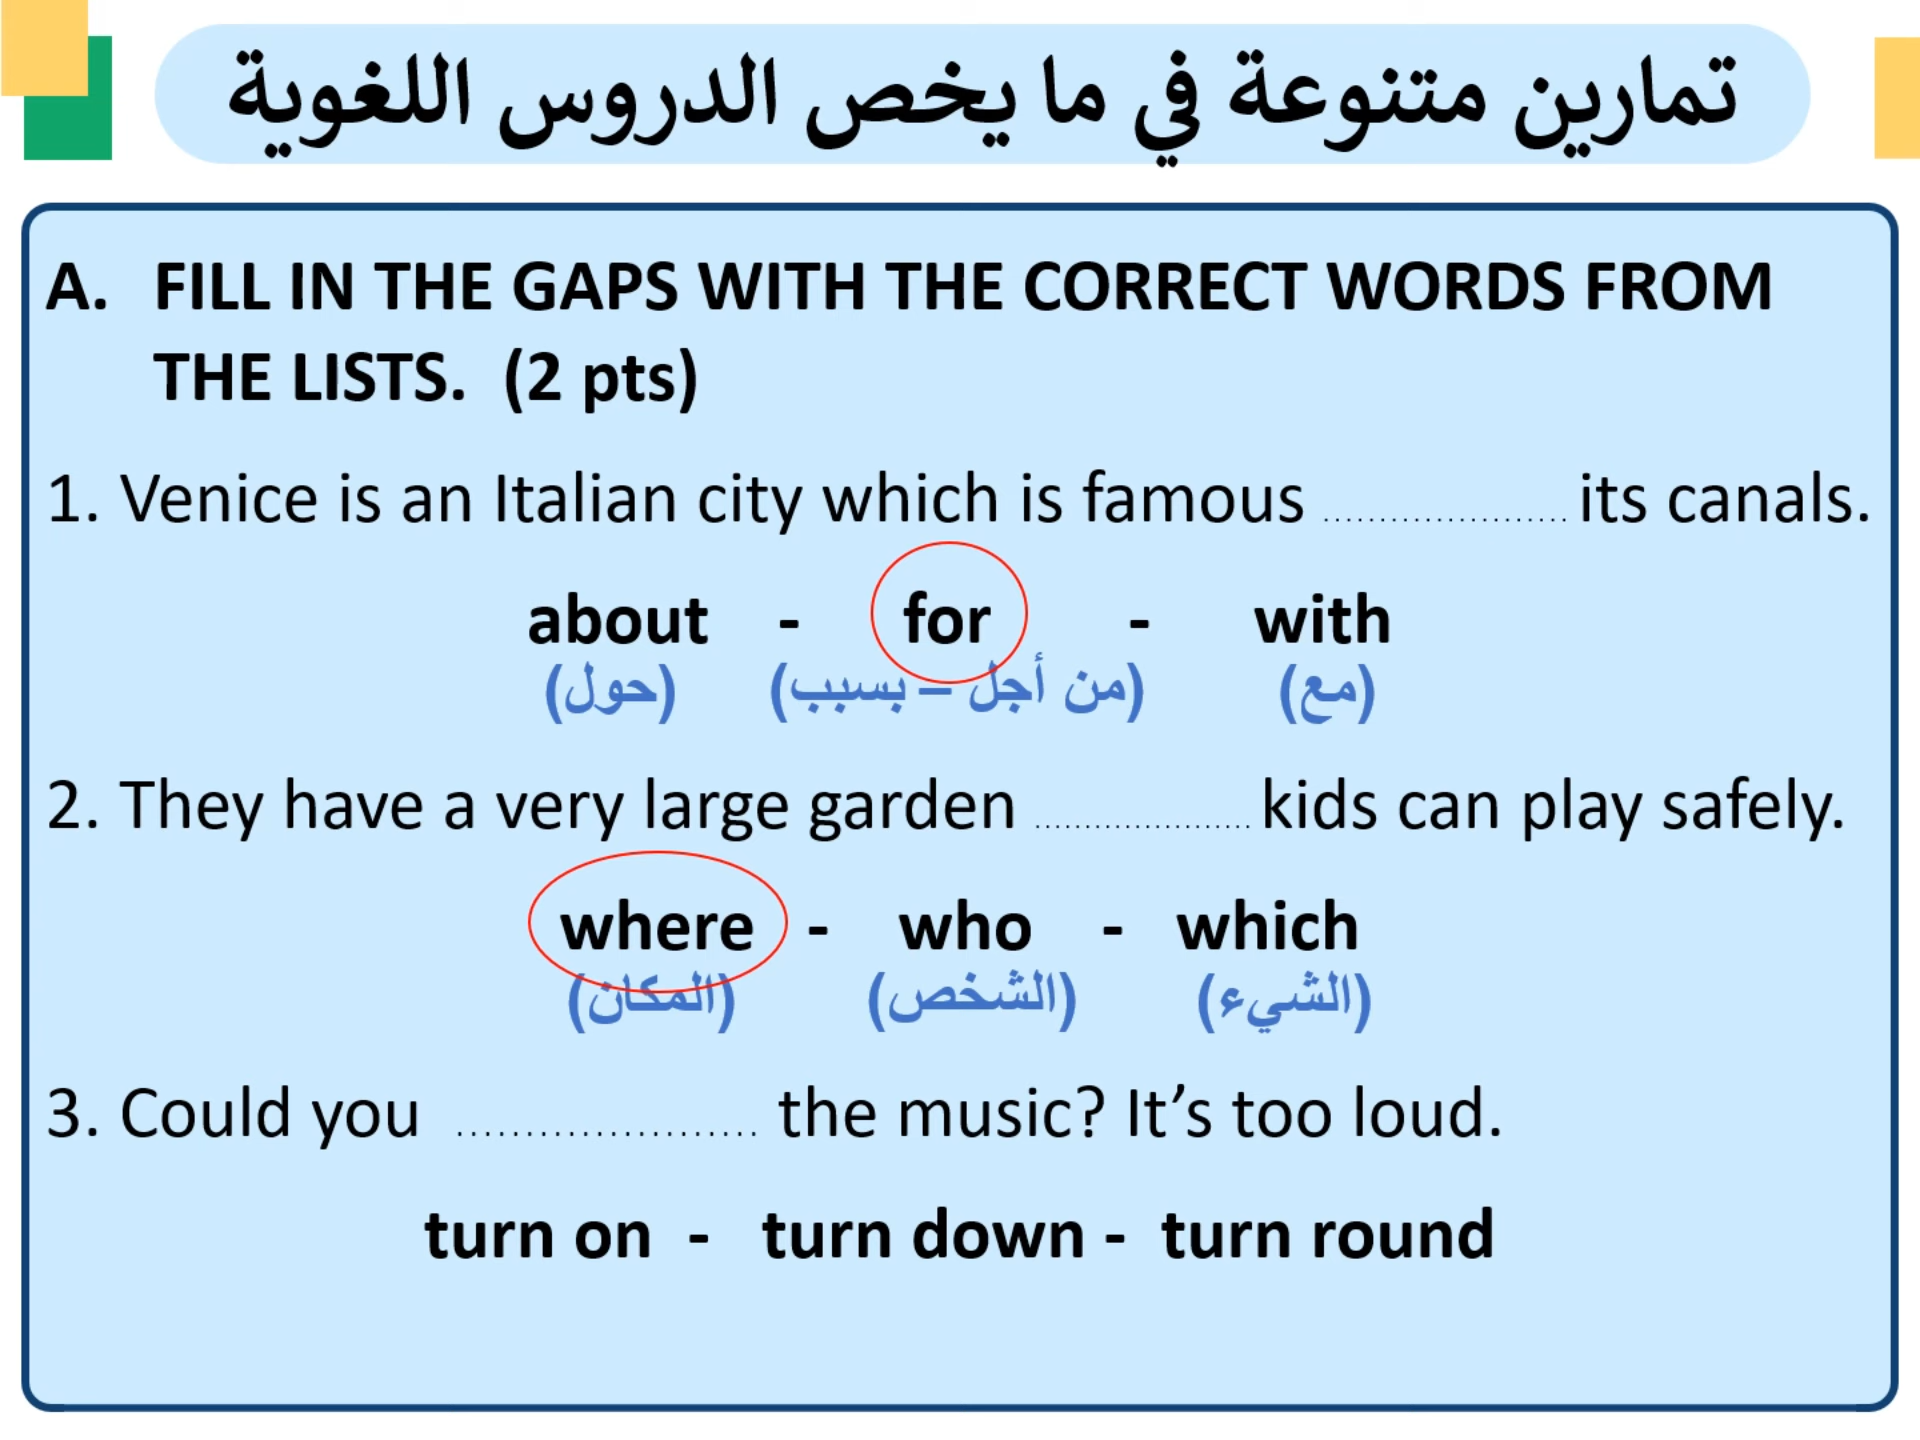 تمارين متنوعة في ما يخص الدروس اللغوية
A. FILL IN THE GAPS WITH THE CORRECT WORDS FROM
THE LISTS. (2 pts)
1. Venice is an Italian city which is famous ...................... its canals.
about - for - with
(حول) (من أجل – بسبب) (مع)
2. They have a very large garden ...................... kids can play safely.
where - who - which
(المكان) (الشخص) (الشيء)
3. Could you ...................... the music? It’s too loud.
turn on - turn down - turn round